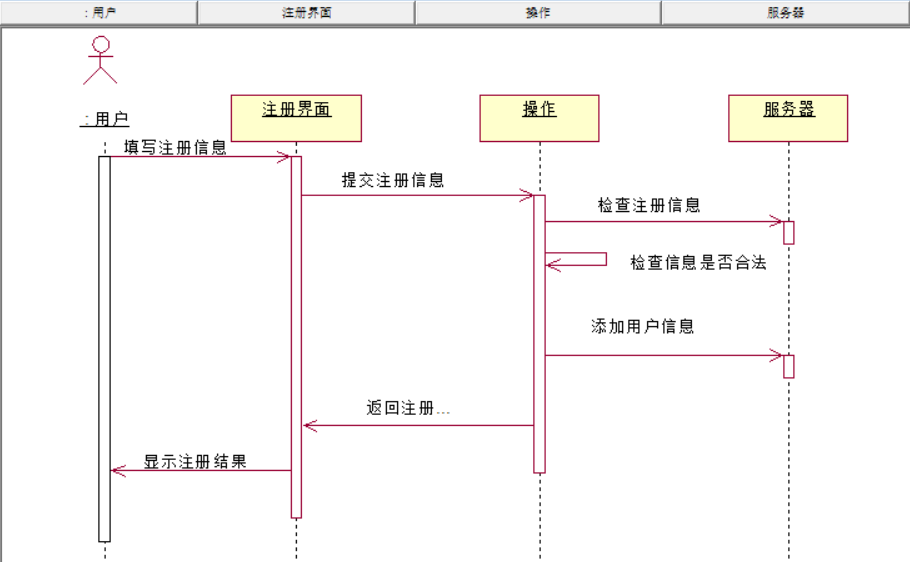 : 用户
注册界面
操作
服务器
: 用户
注册界面
操作
服务器
填写注册信息
提交注册信息
检查注册信息
检查信息是否合法
添加用户信息
返回注册...
显示注册结果